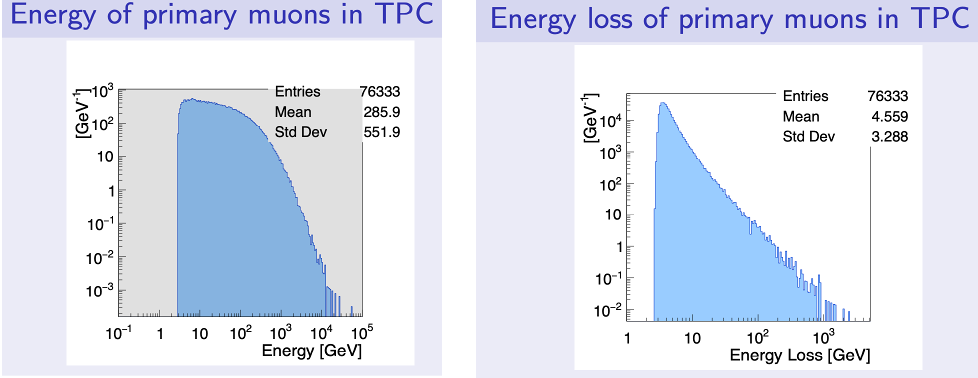 Energy of primary muons in TPC
[GeV⁻¹]
Entries 76333
Mean 285.9
Std Dev 551.9
10³
10²
10
1
10⁻¹
10⁻²
10⁻³
10⁻¹ 1 10 10² 10³ 10⁴ 10⁵
Energy [GeV]
Energy loss of primary muons in TPC
[GeV⁻¹]
Entries 76333
Mean 4.559
Std Dev 3.288
10⁴
10³
10²
10
1
10⁻¹
10⁻²
1 10 10² 10³
Energy Loss [GeV]